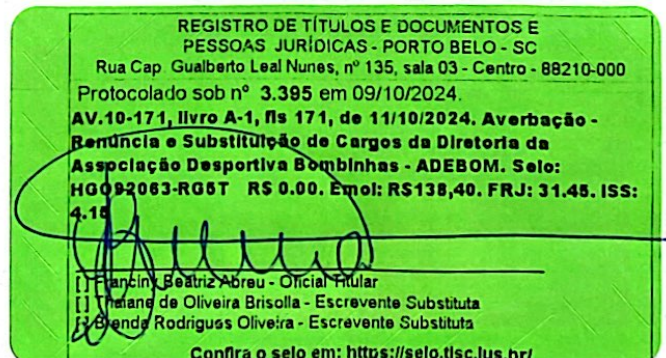 REGISTRO DE TÍTULOS E DOCUMENTOS E
PESSOAS JURÍDICAS - PORTO BELO - SC
Rua Cap Gualberto Leal Nunes, nº 135, sala 03 - Centro - 88210-000
Protocolado sob nº 3.395 em 09/10/2024.
AV.10-171, livro A-1, fls 171, de 11/10/2024. Averbação -
Renúncia e Substituição de Cargos da Diretoria da
Associação Desportiva Bombinhas - ADEBOM. Selo:
HGO92063-RG5T R$ 0.00. Emol: R$138,40. FRJ: 31.45. ISS:
4.15
[] Franciny Beatriz Abreu - Oficial Titular
[] Thaiane de Oliveira Brisolla - Escrevente Substituta
[] Brenda Rodrigues Oliveira - Escrevente Substituta
Confira o selo em: https://selo.tjsc.jus.br/